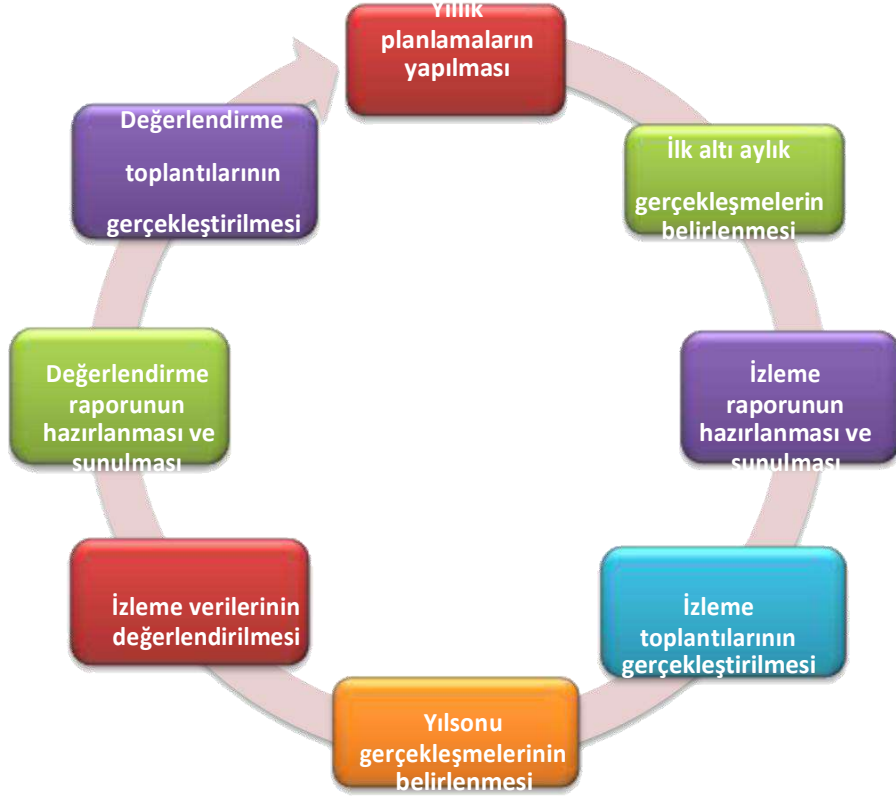 Yıllık
planlamaların
yapılması
İlk altı aylık
gerçekleşmelerin
belirlenmesi
İzleme
raporunun
hazırlanması ve
sunulması
İzleme
toplantılarının
gerçekleştirilmesi
Yılsonu
gerçekleşmelerinin
belirlenmesi
İzleme verilerinin
değerlendirilmesi
Değerlendirme
raporunun
hazırlanması ve
sunulması
Değerlendirme
toplantılarının
gerçekleştirilmesi